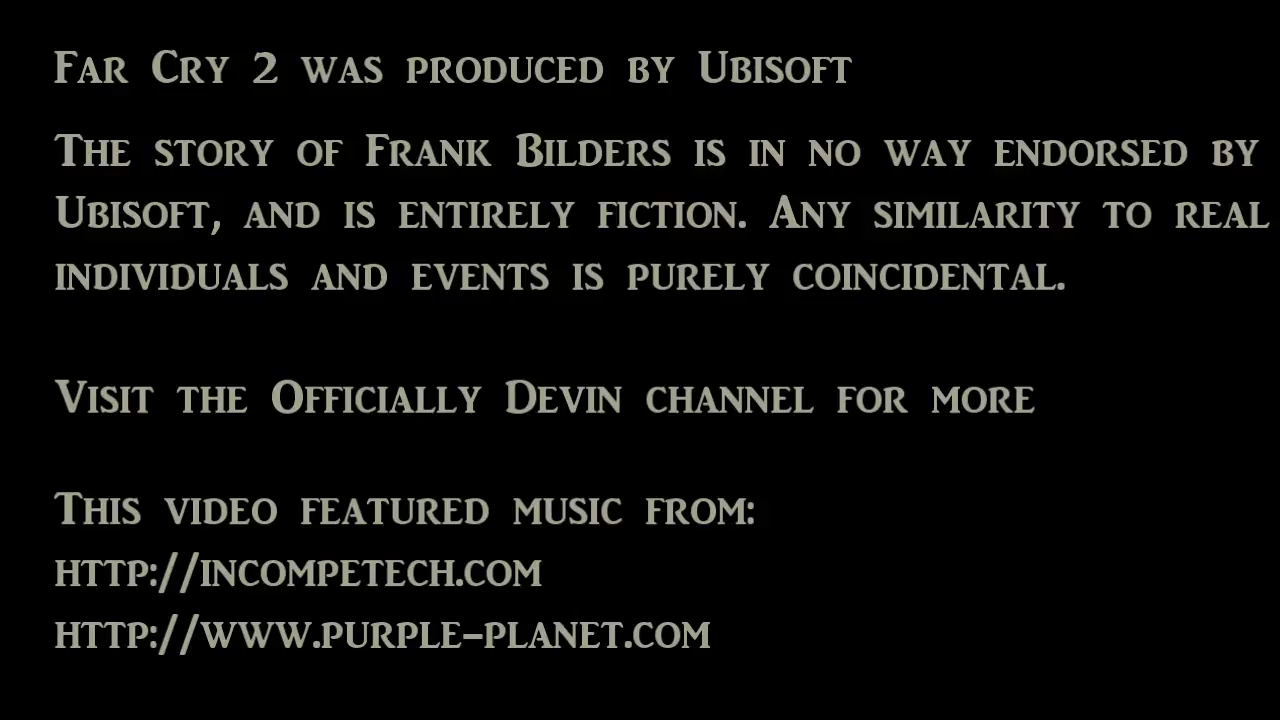 Far Cry 2 was produced by Ubisoft
The story of Frank Bilders is in no way endorsed by
Ubisoft, and is entirely fiction. Any similarity to real
individuals and events is purely coincidental.
Visit the Officially Devin channel for more
This video featured music from:
http://incompetech.com
http://www.purple-planet.com